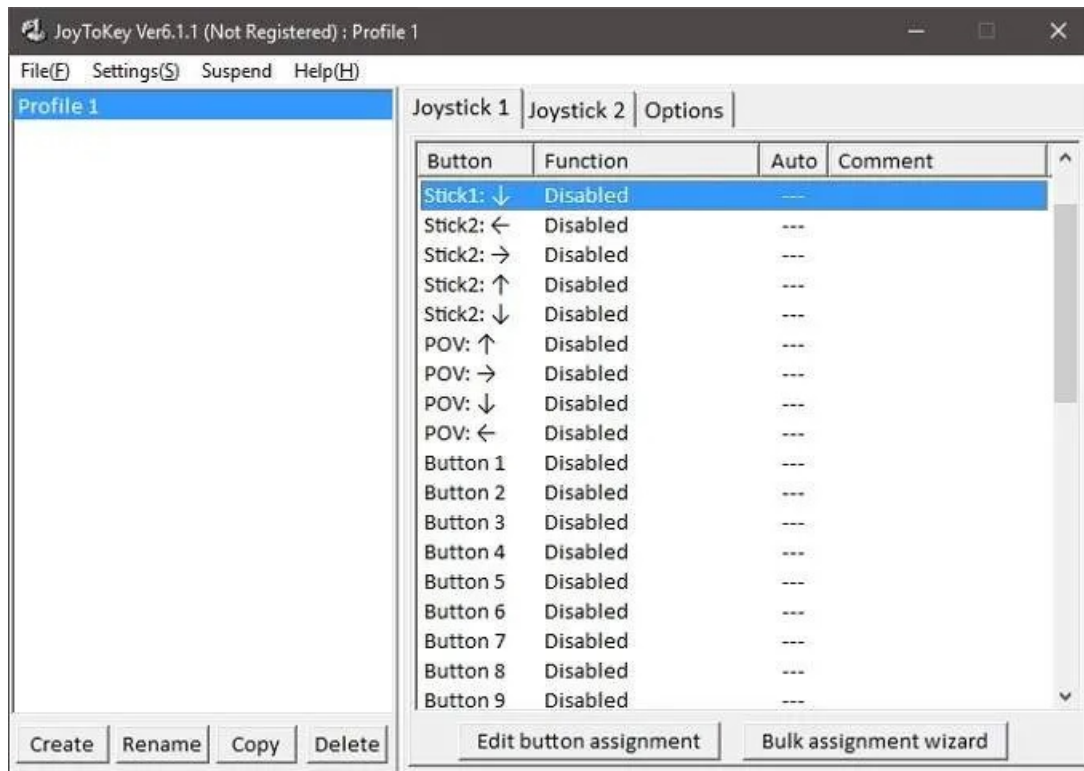 JoyToKey Ver6.1.1 (Not Registered) : Profile 1
File(F) Settings(S) Suspend Help(H)
Profile 1
Joystick 1 Joystick 2 Options
Button Function Auto Comment
Stick1: ↓ Disabled ---
Stick2: ← Disabled ---
Stick2: → Disabled ---
Stick2: ↑ Disabled ---
Stick2: ↓ Disabled ---
POV: ↑ Disabled ---
POV: → Disabled ---
POV: ↓ Disabled ---
POV: ← Disabled ---
Button 1 Disabled ---
Button 2 Disabled ---
Button 3 Disabled ---
Button 4 Disabled ---
Button 5 Disabled ---
Button 6 Disabled ---
Button 7 Disabled ---
Button 8 Disabled ---
Button 9 Disabled ---
Create Rename Copy Delete
Edit button assignment Bulk assignment wizard